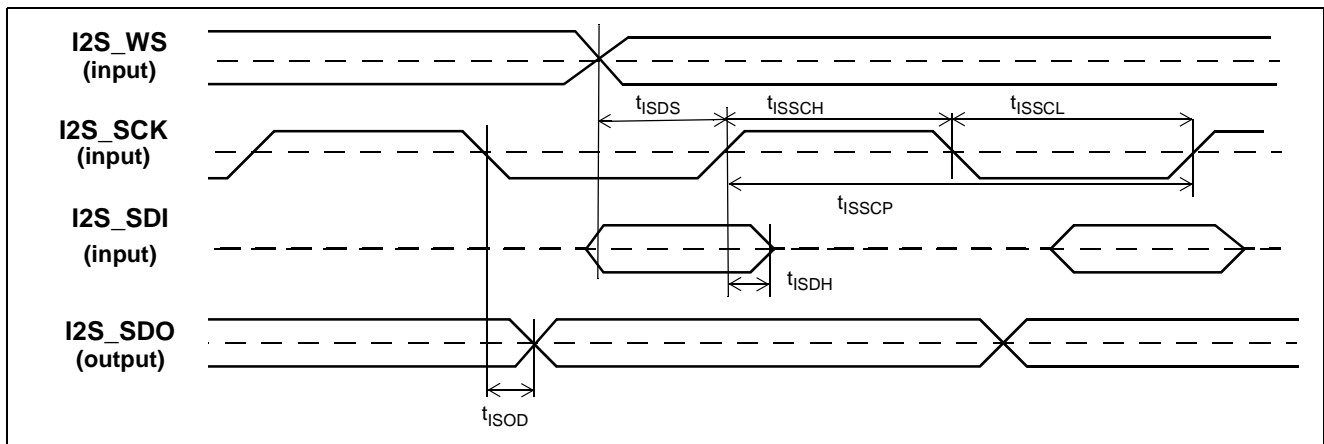 I2S_WS
(input)
tISDS
tISSCH
tISSCL
I2S_SCK
(input)
tISSCP
I2S_SDI
(input)
tISDH
I2S_SDO
(output)
tISOD